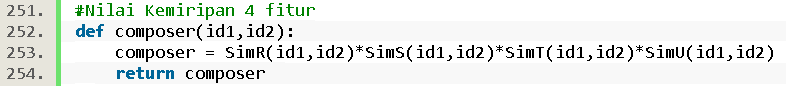 251. #Nilai Kemiripan 4 fitur
252. def composer(id1,id2):
253.     composer = SimR(id1,id2)*SimS(id1,id2)*SimT(id1,id2)*SimU(id1,id2)
254.     return composer